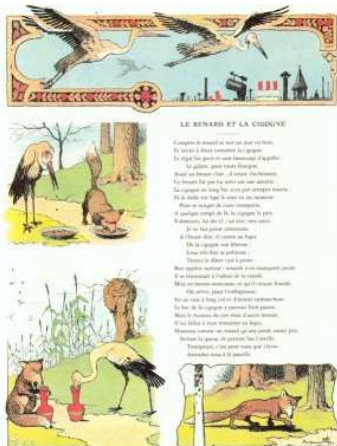 LE RENARD ET LA CIGOGNE
Compère le renard se mit un jour en frais,
Et retint à dîner commère la cigogne.
Le régal fut petit et sans beaucoup d'apprêts :
Le galant, pour toute besogne,
Avait un brouet clair ; il vivait chichement.
Ce brouet fut par lui servi sur une assiette.
La cigogne au long bec n'en put attraper miette ;
Et le drôle eut lapé le tout en un moment.
Pour se venger de cette tromperie,
A quelque temps de là, la cigogne le prie.
Volontiers, lui dit-il ; car avec mes amis
Je ne fais point cérémonie.
A l'heure dite, il courut au logis
De la cigogne son hôtesse ;
Loua très fort sa politesse ;
Trouva le dîner cuit à point :
Bon appétit surtout ; renards n'en manquent point.
Il se réjouissait à l'odeur de la viande
Mise en menus morceaux, et qu'il croyait friande.
On servit, pour l'embarrasser,
En un vase à long col et d'étroite embouchure.
Le bec de la cigogne y pouvait bien passer,
Mais le museau du sire était d'autre mesure.
Il lui fallut à jeun retourner au logis,
Honteux comme un renard qu'une poule aurait pris,
Serrant la queue, et portant bas l'oreille.
Trompeurs, c'est pour vous que j'écris :
Attendez-vous à la pareille.